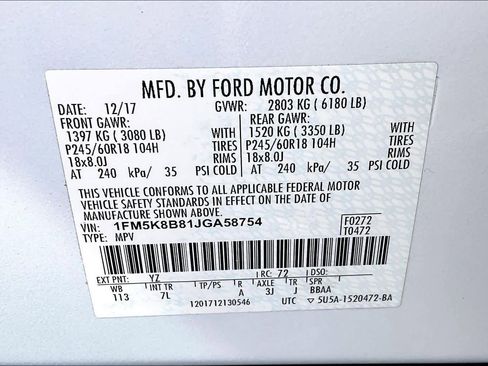 MFD. BY FORD MOTOR CO.
DATE: 12/17 GVWR: 2803 KG ( 6180 LB)
FRONT GAWR: REAR GAWR:
1397 KG ( 3080 LB) 1520 KG ( 3350 LB)
P245/60R18 104H TIRES P245/60R18 104H TIRES
18x8.0J RIMS 18x8.0J RIMS
AT 240 kPa/ 35 PSI COLD AT 240 kPa/ 35 PSI COLD
THIS VEHICLE CONFORMS TO ALL APPLICABLE FEDERAL MOTOR
VEHICLE SAFETY STANDARDS IN EFFECT ON THE DATE OF
MANUFACTURE SHOWN ABOVE.
VIN: 1FM5K8B81JGA58754 F0272
TYPE: MPV T0472
EXT PNT: YZ RC: 72 DSO:
WB INT TR TP/PS R AXLE TR SPR
113 7L A 3J J BBAA
1201712130546 UTC ▽ 5U5A-1520472-BA